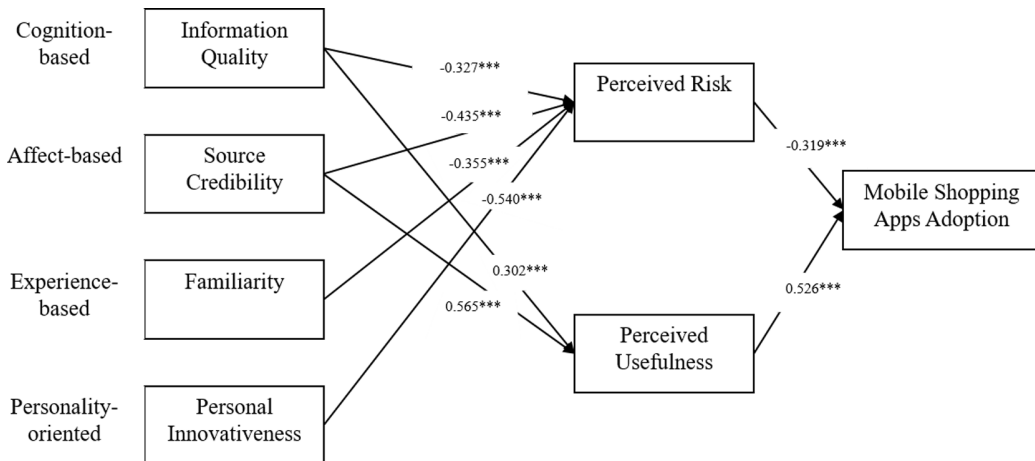 Cognition-
based
Information
Quality
Affect-based
Source
Credibility
Experience-
based
Familiarity
Personality-
oriented
Personal
Innovativeness
-0.327***
-0.435***
-0.355***
-0.540***
0.302***
0.565***
Perceived Risk
Perceived
Usefulness
-0.319***
0.526***
Mobile Shopping
Apps Adoption